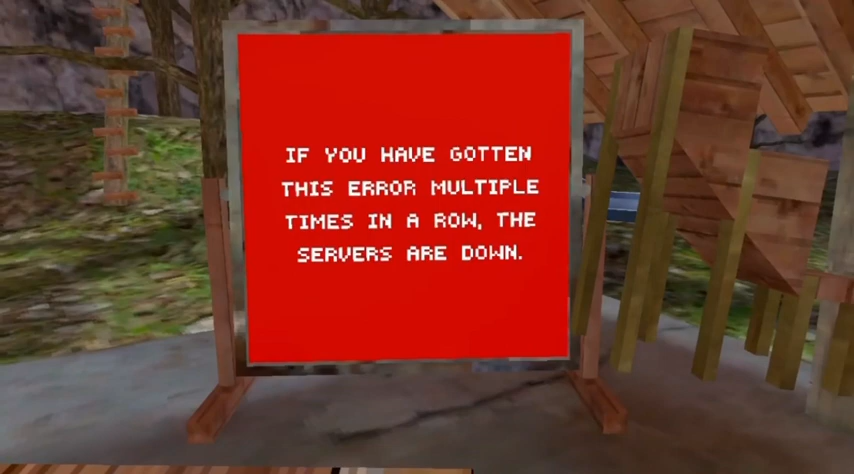 IF YOU HAVE GOTTEN
THIS ERROR MULTIPLE
TIMES IN A ROW, THE
SERVERS ARE DOWN.